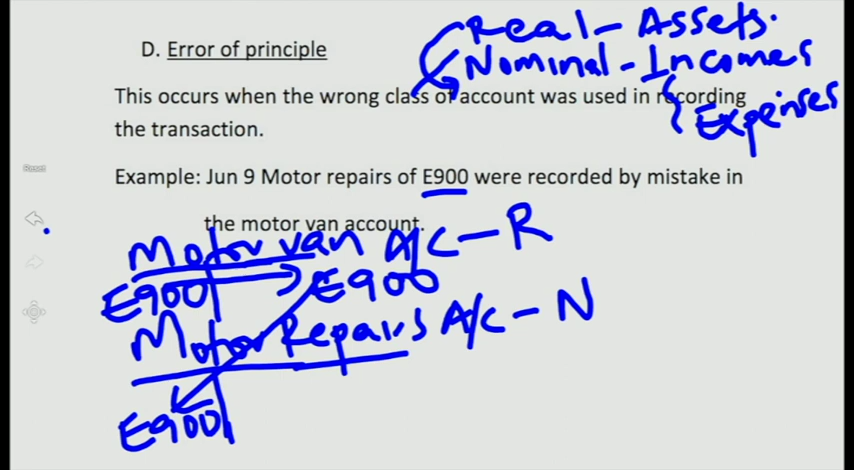 Real - Assets.
D. Error of principle
Nominal - Incomes
This occurs when the wrong class of account was used in recording
Expenses
the transaction.
Reset
Example: Jun 9 Motor repairs of E900 were recorded by mistake in
the motor van account.
Motor van A/C - R
E900 E900
Motor Repairs A/C - N
E900